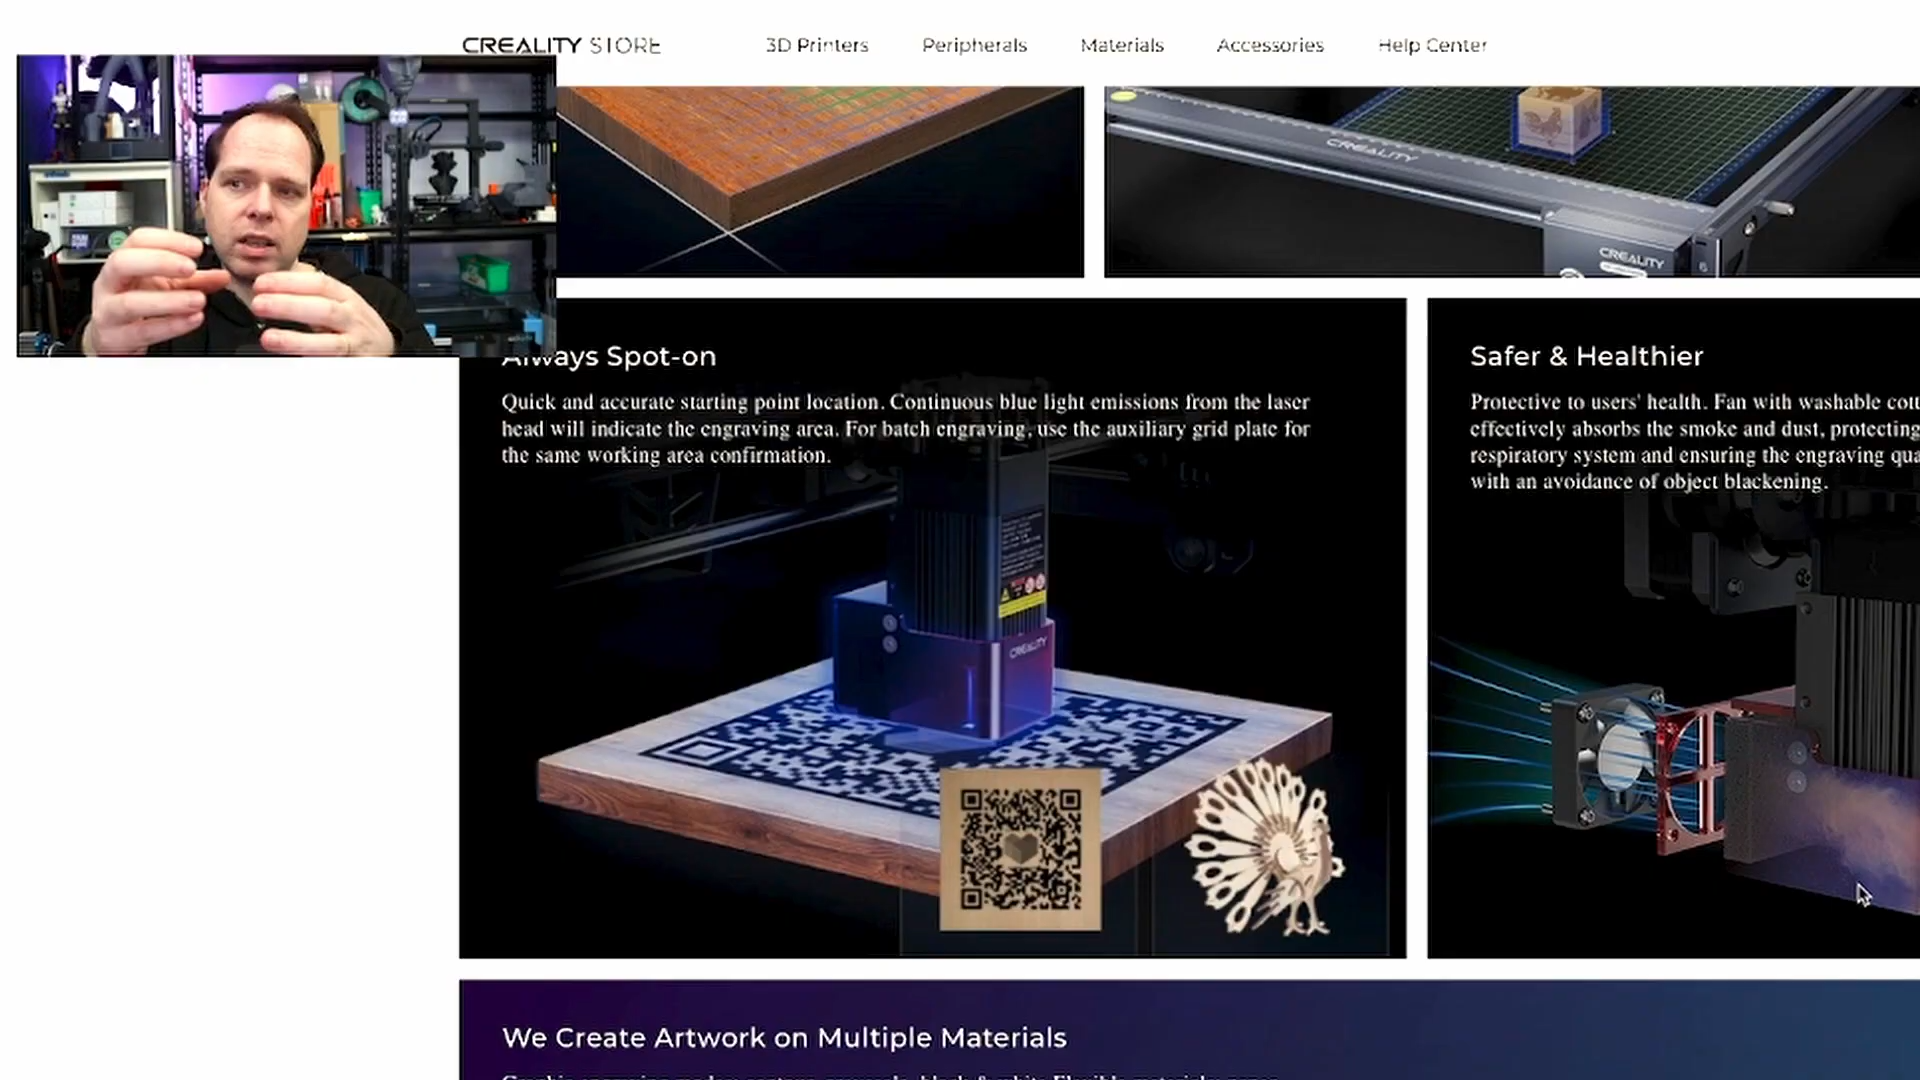 CREALITY STORE
3D Printers
Peripherals
Materials
Accessories
Help Center
CREALITY
CREALITY
Always Spot-on
Quick and accurate starting point location. Continuous blue light emissions from the laser
head will indicate the engraving area. For batch engraving, use the auxiliary grid plate for
the same working area confirmation.
CREALITY
Safer & Healthier
Protective to users' health. Fan with washable cott
effectively absorbs the smoke and dust, protecting
respiratory system and ensuring the engraving qua
with an avoidance of object blackening.
We Create Artwork on Multiple Materials